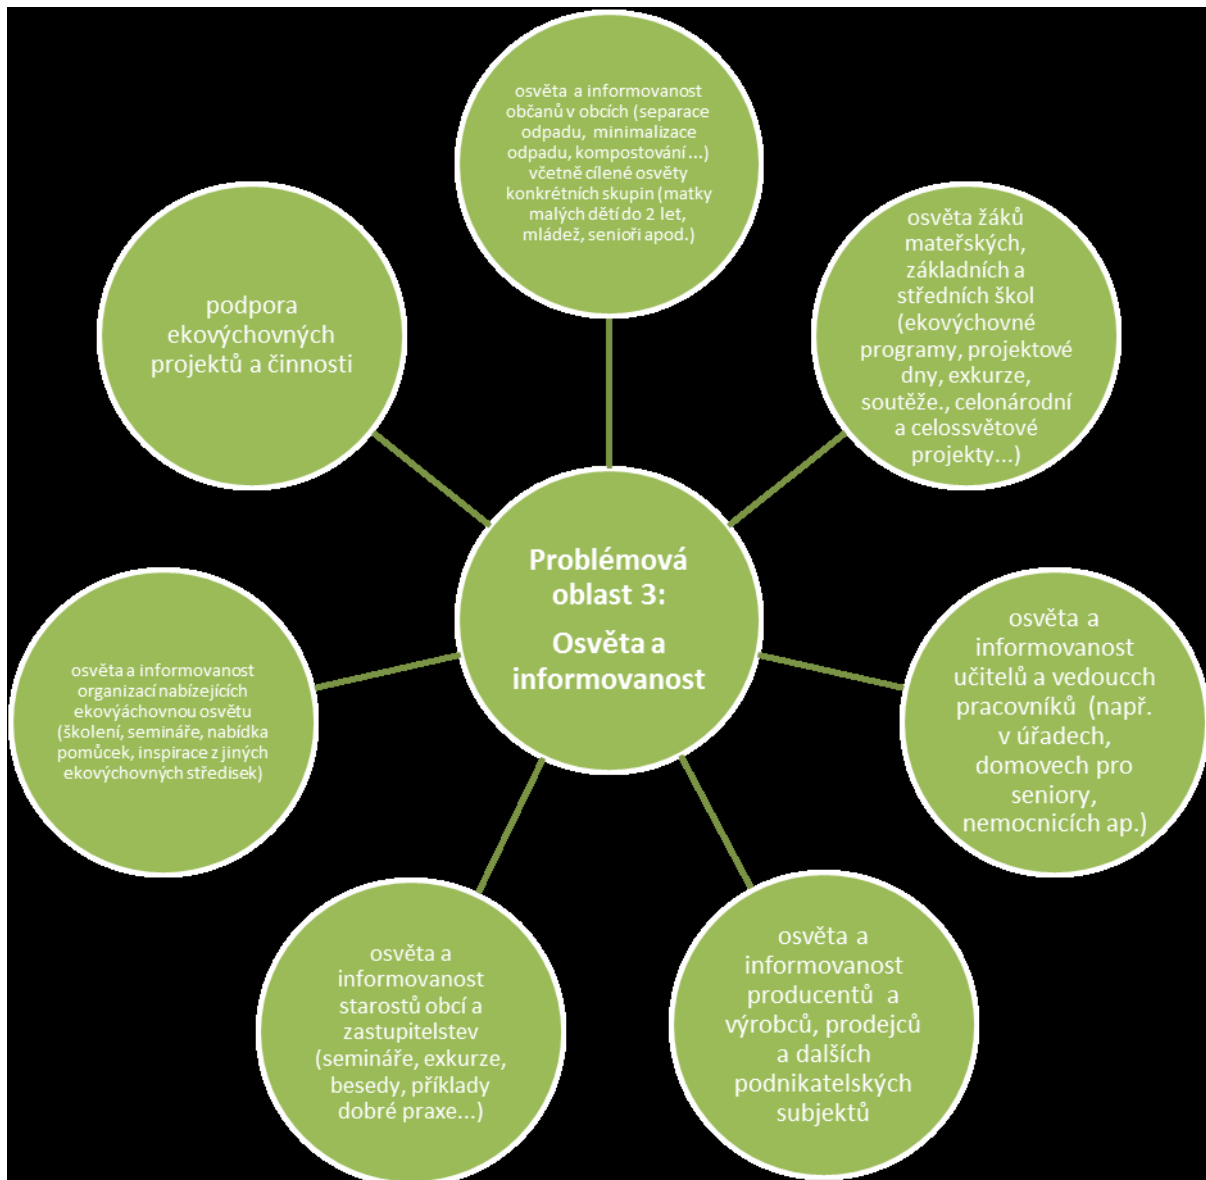 osvěta a informovanost
občanů v obcích (separace
odpadu, minimalizace
odpadu, kompostování ...)
včetně cílené osvěty
konkrétních skupin (matky
malých dětí do 2 let,
mládež, senioři apod.)
osvěta žáků
mateřských,
základních a
středních škol
(ekovýchovné
programy, projektové
dny, exkurze,
soutěže., celonárodní
a celossvětové
projekty...)
osvěta a
informovanost
učitelů a vedoucch
pracovníků (např.
v úřadech,
domovech pro
seniory,
nemocnicích ap.)
osvěta a
informovanost
producentů a
výrobců, prodejců
a dalších
podnikatelských
subjektů
osvěta a
informovanost
starostů obcí a
zastupitelstev
(semináře, exkurze,
besedy, příklady
dobré praxe...)
osvěta a informovanost
organizací nabízejících
ekovýáchovnou osvětu
(školení, semináře, nabídka
pomůcek, inspirace z jiných
ekovýchovných středisek)
podpora
ekovýchovných
projektů a činnosti
Problémová
oblast 3:
Osvěta a
informovanost